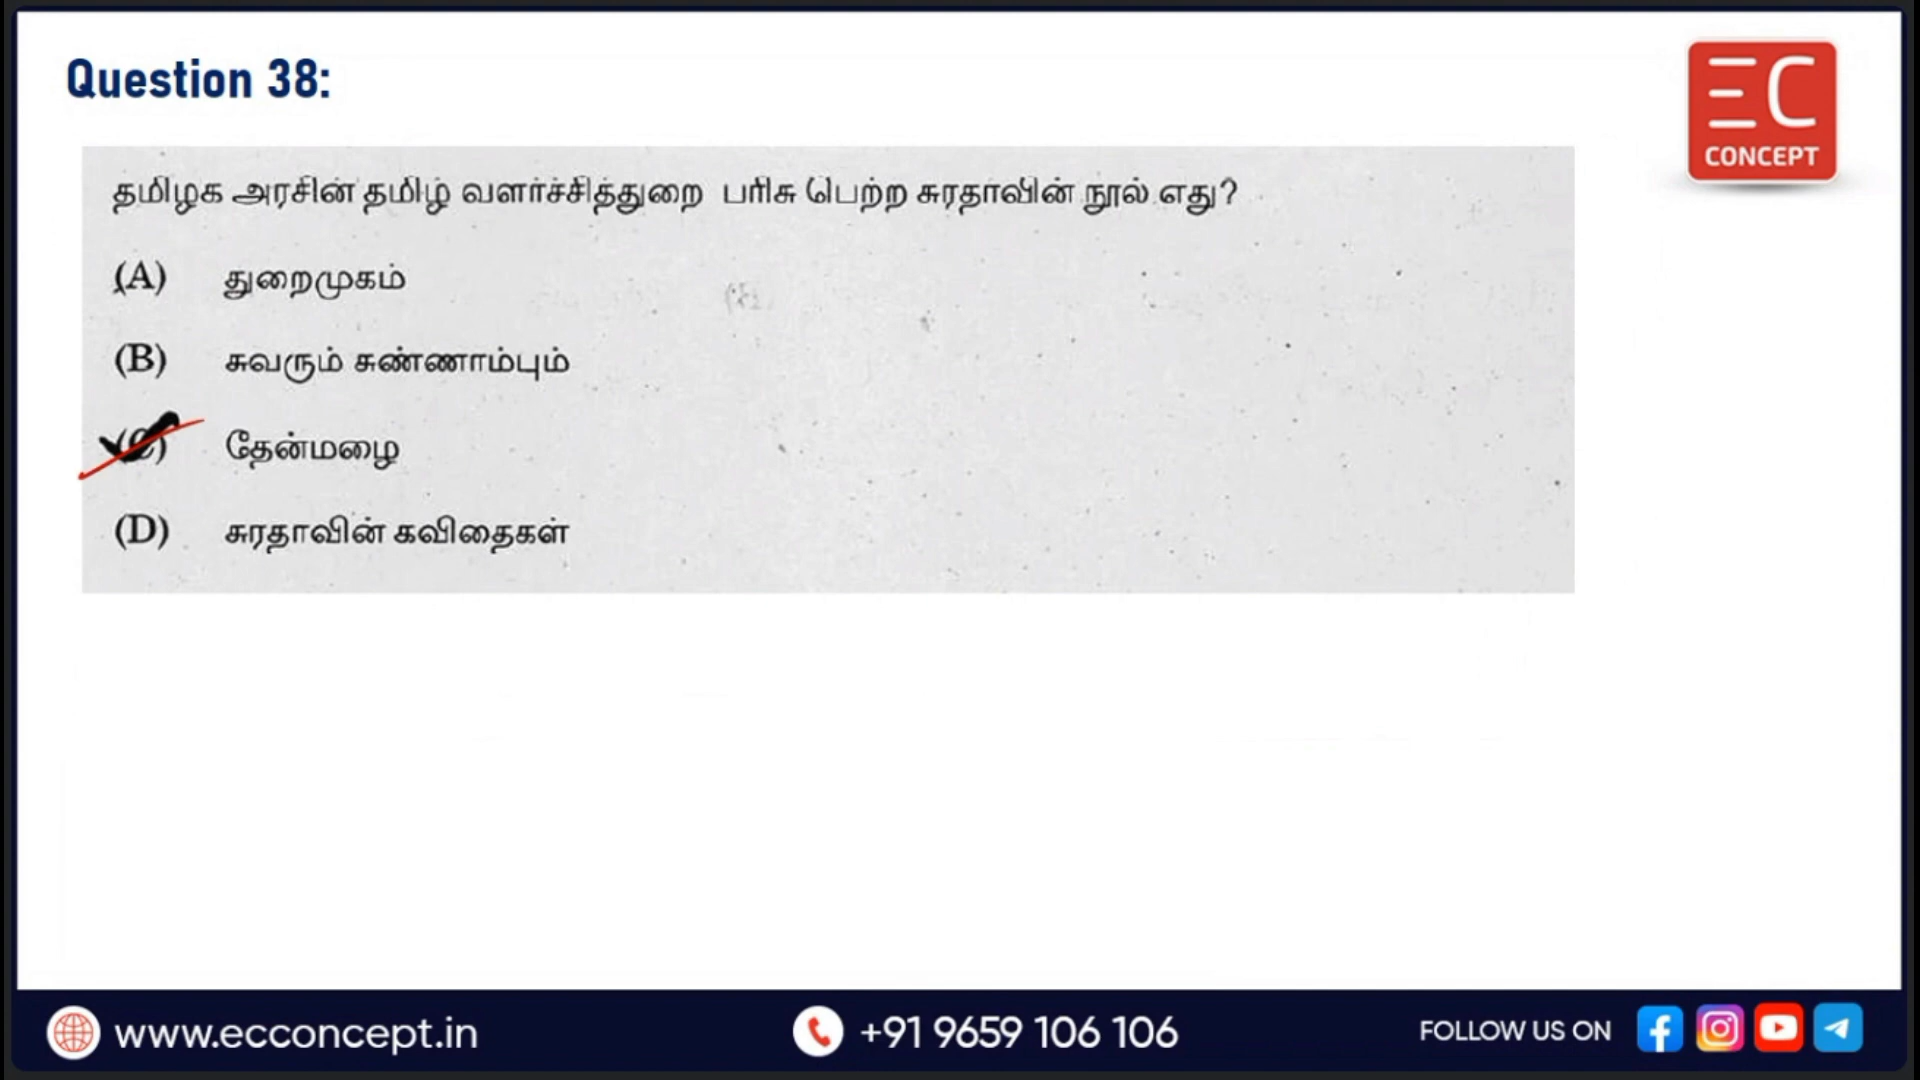 Question 38:
EC
CONCEPT
தமிழக அரசின் தமிழ் வளர்ச்சித்துறை பரிசு பெற்ற சுரதாவின் நூல் எது?
(A) துறைமுகம்
(B) சுவரும் சுண்ணாம்பும்
(C) தேன்மழை
(D) சுரதாவின் கவிதைகள்
www.ecconcept.in +91 9659 106 106 FOLLOW US ON